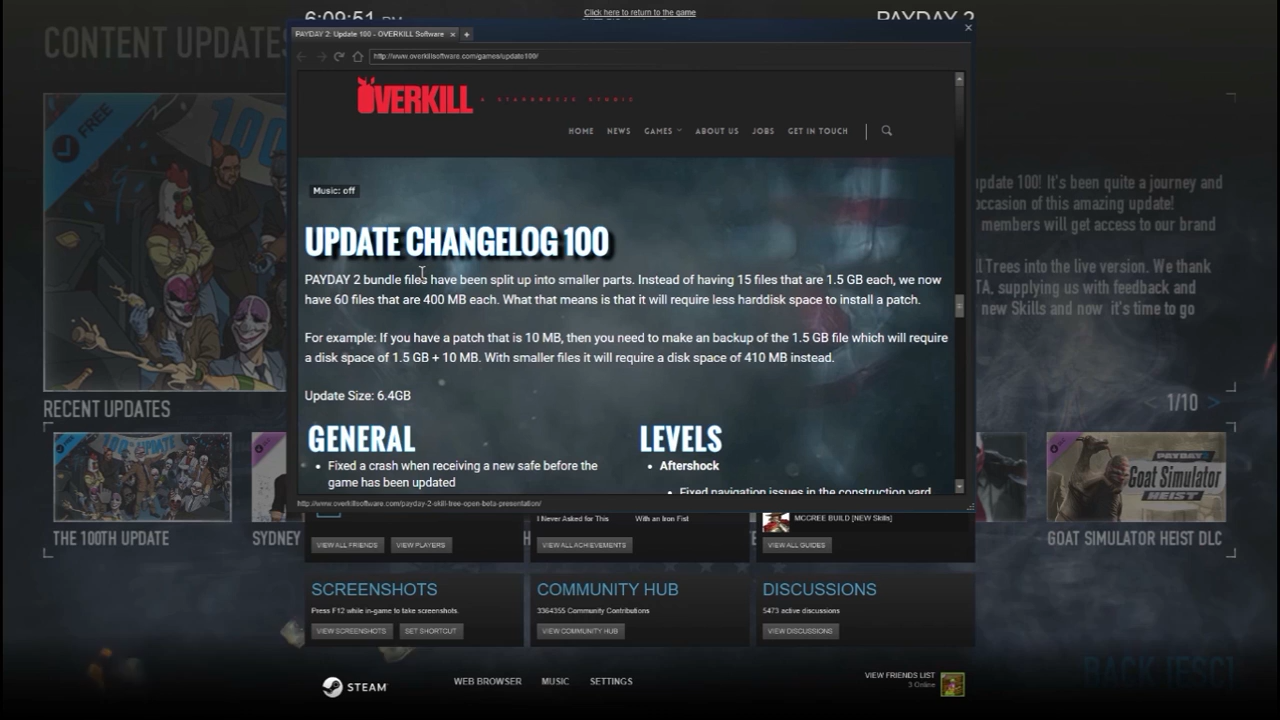 6:09:51 PM
Click here to return to the game
PAYDAY 2
CONTENT UPDATES
PAYDAY 2: Update 100 - OVERKILL Software
http://www.overkillsoftware.com/games/update100/
FREE
100
OVERKILL A STARBREEZE STUDIO
HOME NEWS GAMES ABOUT US JOBS GET IN TOUCH
Music: off
UPDATE CHANGELOG 100
PAYDAY 2 bundle files have been split up into smaller parts. Instead of having 15 files that are 1.5 GB each, we now
have 60 files that are 400 MB each. What that means is that it will require less harddisk space to install a patch.
For example: If you have a patch that is 10 MB, then you need to make an backup of the 1.5 GB file which will require
a disk space of 1.5 GB + 10 MB. With smaller files it will require a disk space of 410 MB instead.
Update Size: 6.4GB
GENERAL
Fixed a crash when receiving a new safe before the
game has been updated
LEVELS
Aftershock
Fixed navigation issues in the construction yard
http://www.overkillsoftware.com/payday-2-skill-tree-open-beta-presentation/
pdate 100! It's been quite a journey and
occasion of this amazing update!
members will get access to our brand
l Trees into the live version. We thank
TA, supplying us with feedback and
new Skills and now it's time to go
RECENT UPDATES
< 1/10 >
100th UPDATE
PAYDAY 2
Goat Simulator
HEIST
THE 100TH UPDATE
SYDNEY
GOAT SIMULATOR HEIST DLC
I Never Asked for This
With an Iron Fist
MCCREE BUILD [NEW Skills]
VIEW ALL FRIENDS
VIEW PLAYERS
VIEW ALL ACHIEVEMENTS
VIEW ALL GUIDES
SCREENSHOTS
Press F12 while in-game to take screenshots.
VIEW SCREENSHOTS
SET SHORTCUT
COMMUNITY HUB
3364355 Community Contributions
VIEW COMMUNITY HUB
DISCUSSIONS
5473 active discussions
VIEW DISCUSSIONS
STEAM
WEB BROWSER
MUSIC
SETTINGS
VIEW FRIENDS LIST
3 Online
BACK [ESC]